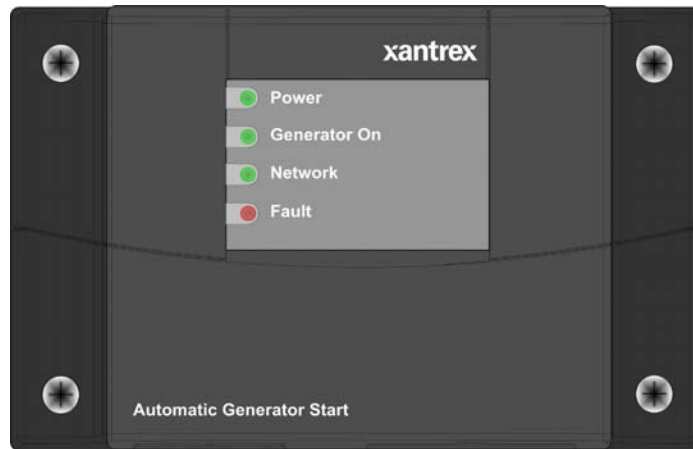 xantrex
Power
Generator On
Network
Fault
Automatic Generator Start